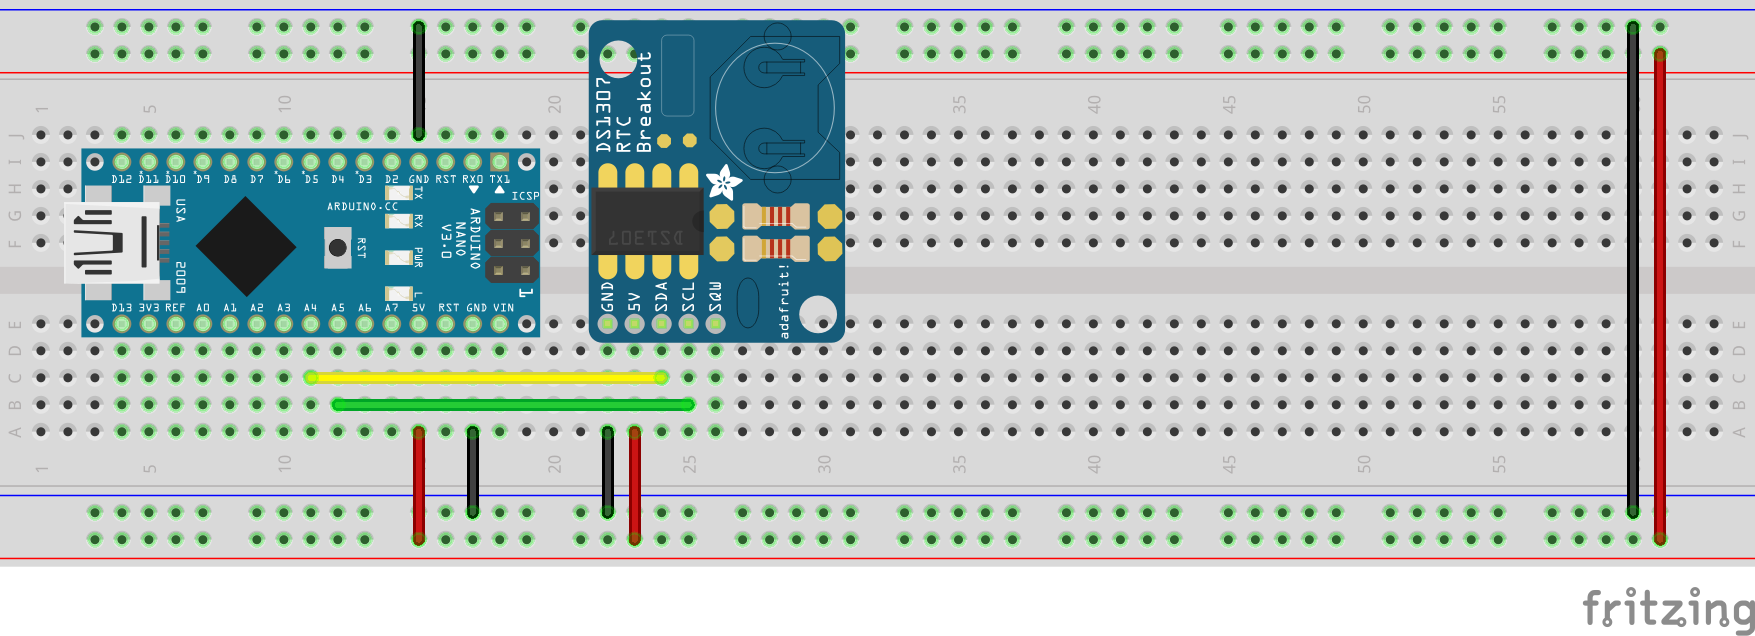 1 5 10 15 20 30 35 40 45 50 55
J
I
H
G
F
D12 D11 D10 D9 D8 D7 D6 D5 D4 D3 D2 GND RST RX0 TX1
ICSP
ARDUINO.CC
TX
RX
PWR
L
RST
USA
ARDUINO
NANO
V3.0
1
D13 3V3 REF A0 A1 A2 A3 A4 A5 A6 A7 5V RST GND VIN
DS1307
RTC
Breakout
GND
5V
SDA
SCL
SQW
adafruit!
E
D
C
B
A
1 5 10 20 25 30 35 40 45 50 55
J
I
H
G
F
E
D
C
B
A
fritzing